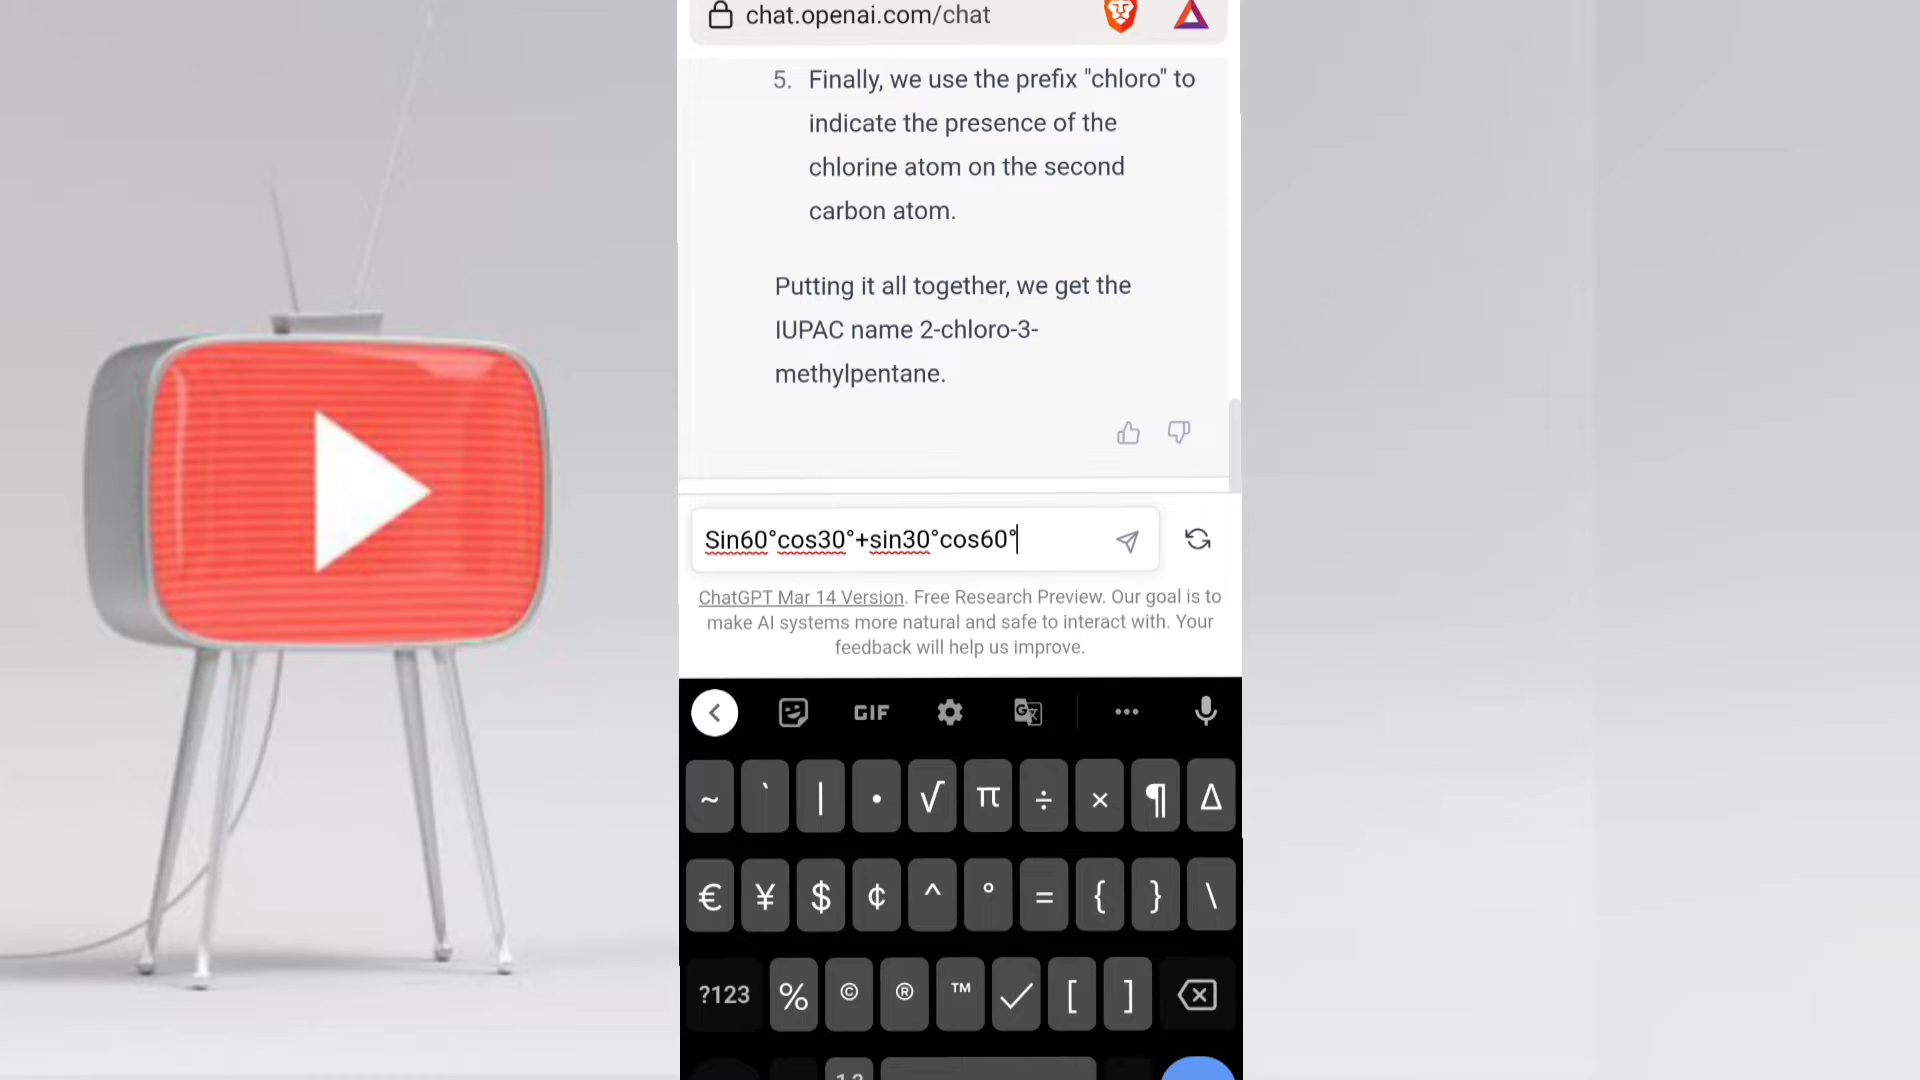 chat.openai.com/chat
5. Finally, we use the prefix "chloro" to
indicate the presence of the
chlorine atom on the second
carbon atom.
Putting it all together, we get the
IUPAC name 2-chloro-3-
methylpentane.
Sin60°cos30°+sin30°cos60°
ChatGPT Mar 14 Version. Free Research Preview. Our goal is to
make AI systems more natural and safe to interact with. Your
feedback will help us improve.
GIF
~ ` | • √ π ÷ × ¶ Δ
€ ¥ $ ¢ ^ ° = { } \
?123 % © ® ™ ✓ [ ]